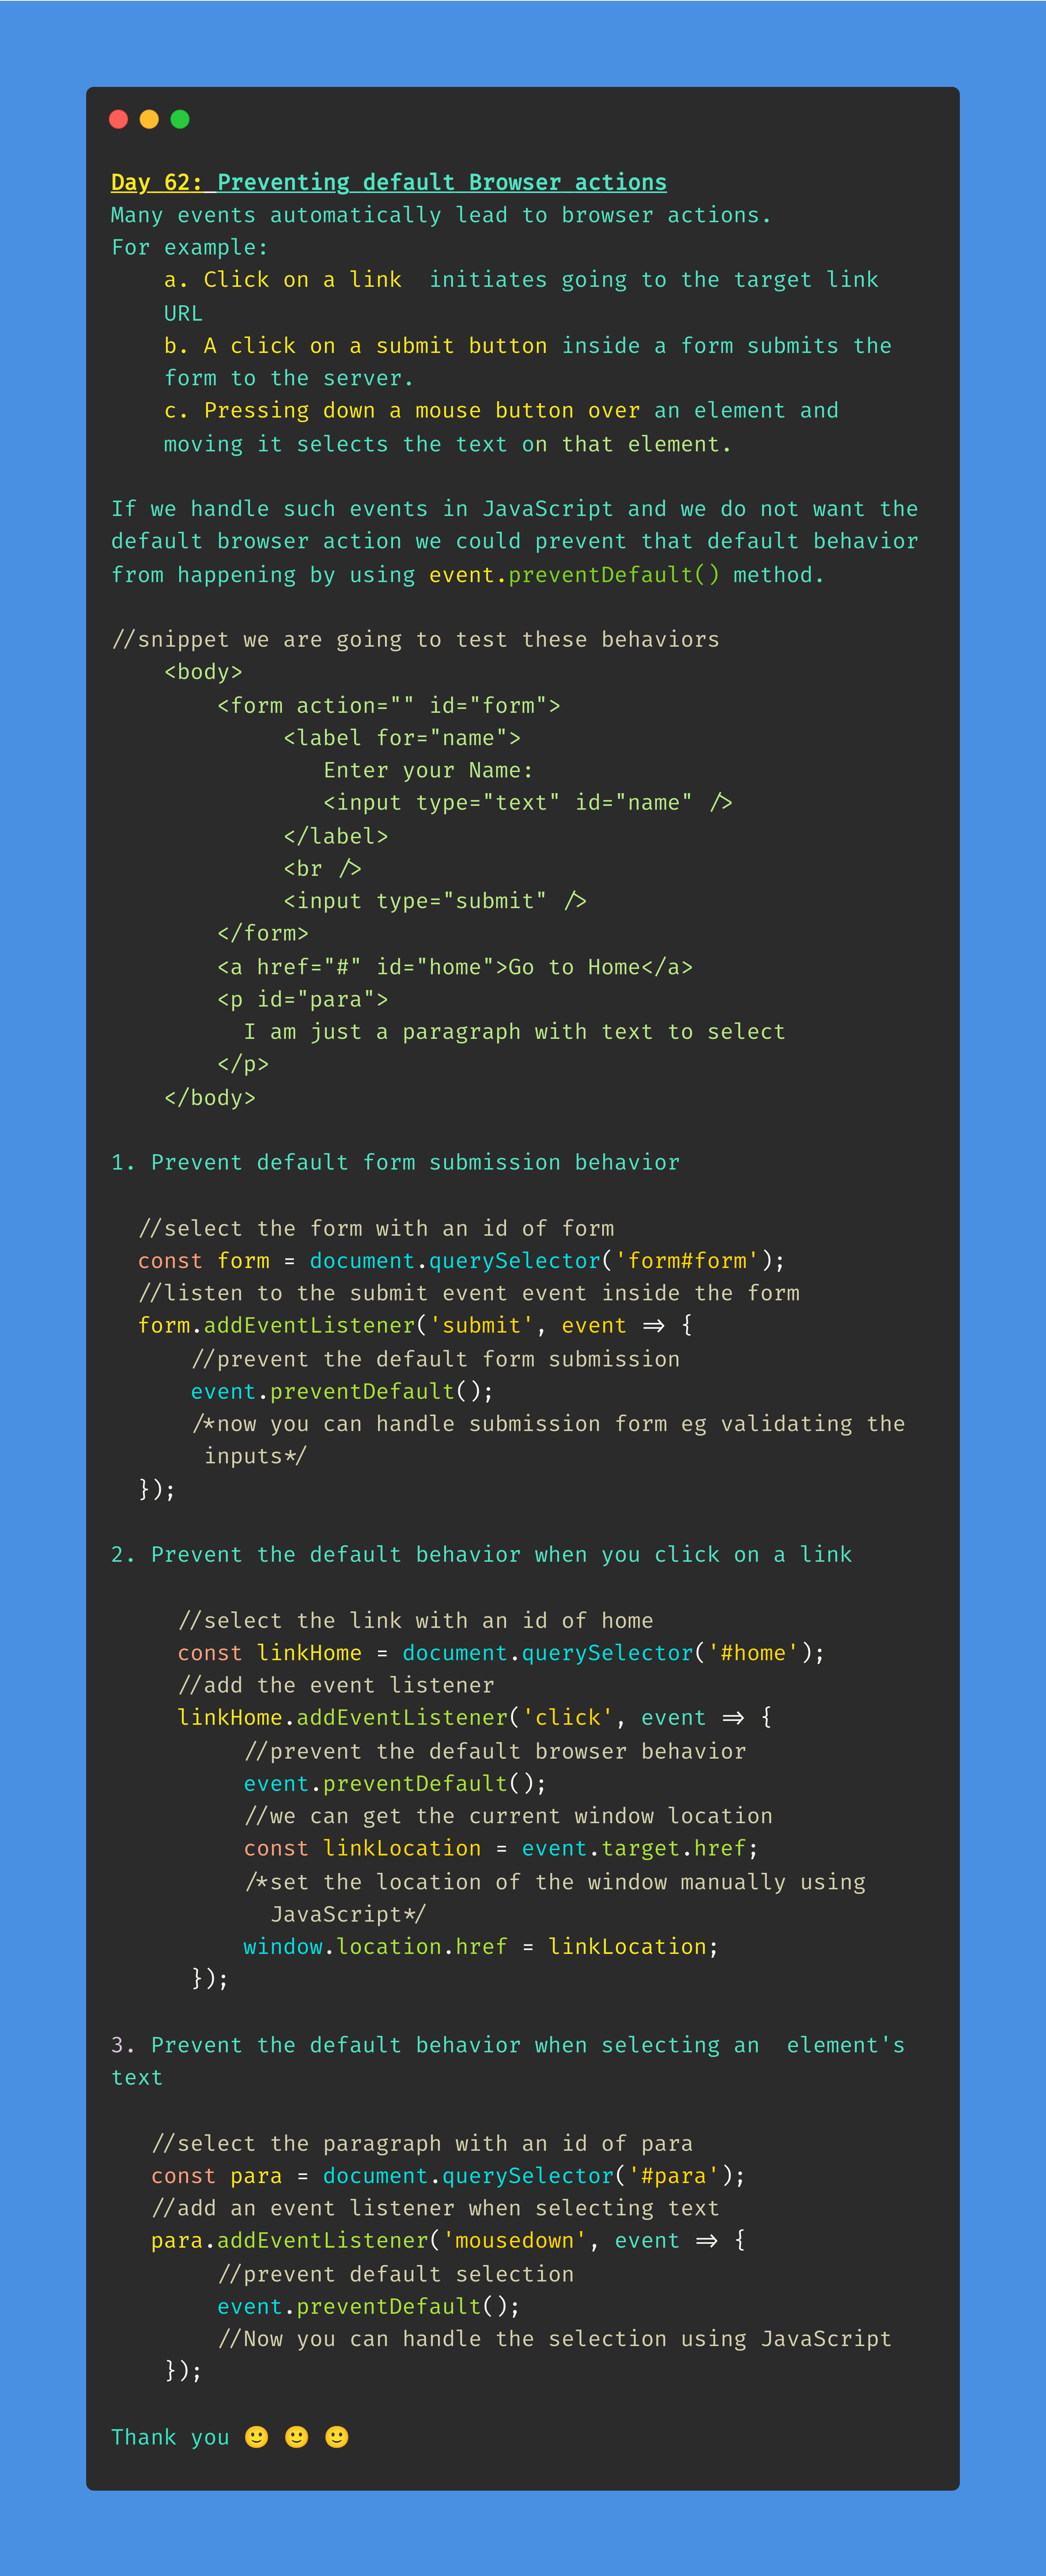 Day 62: Preventing default Browser actions
Many events automatically lead to browser actions.
For example:
    a. Click on a link  initiates going to the target link
    URL
    b. A click on a submit button inside a form submits the
    form to the server.
    c. Pressing down a mouse button over an element and
    moving it selects the text on that element.

If we handle such events in JavaScript and we do not want the
default browser action we could prevent that default behavior
from happening by using event.preventDefault() method.

//snippet we are going to test these behaviors
    <body>
        <form action="" id="form">
             <label for="name">
                Enter your Name:
                <input type="text" id="name" />
             </label>
             <br />
             <input type="submit" />
        </form>
        <a href="#" id="home">Go to Home</a>
        <p id="para">
          I am just a paragraph with text to select
        </p>
    </body>

1. Prevent default form submission behavior

  //select the form with an id of form
  const form = document.querySelector('form#form');
  //listen to the submit event event inside the form
  form.addEventListener('submit', event => {
      //prevent the default form submission
      event.preventDefault();
      /*now you can handle submission form eg validating the
       inputs*/
  });

2. Prevent the default behavior when you click on a link

     //select the link with an id of home
     const linkHome = document.querySelector('#home');
     //add the event listener
     linkHome.addEventListener('click', event => {
          //prevent the default browser behavior
          event.preventDefault();
          //we can get the current window location
          const linkLocation = event.target.href;
          /*set the location of the window manually using
            JavaScript*/
          window.location.href = linkLocation;
      });

3. Prevent the default behavior when selecting an  element's
text

   //select the paragraph with an id of para
   const para = document.querySelector('#para');
   //add an event listener when selecting text
   para.addEventListener('mousedown', event => {
        //prevent default selection
        event.preventDefault();
        //Now you can handle the selection using JavaScript
    });

Thank you 🙂 🙂 🙂